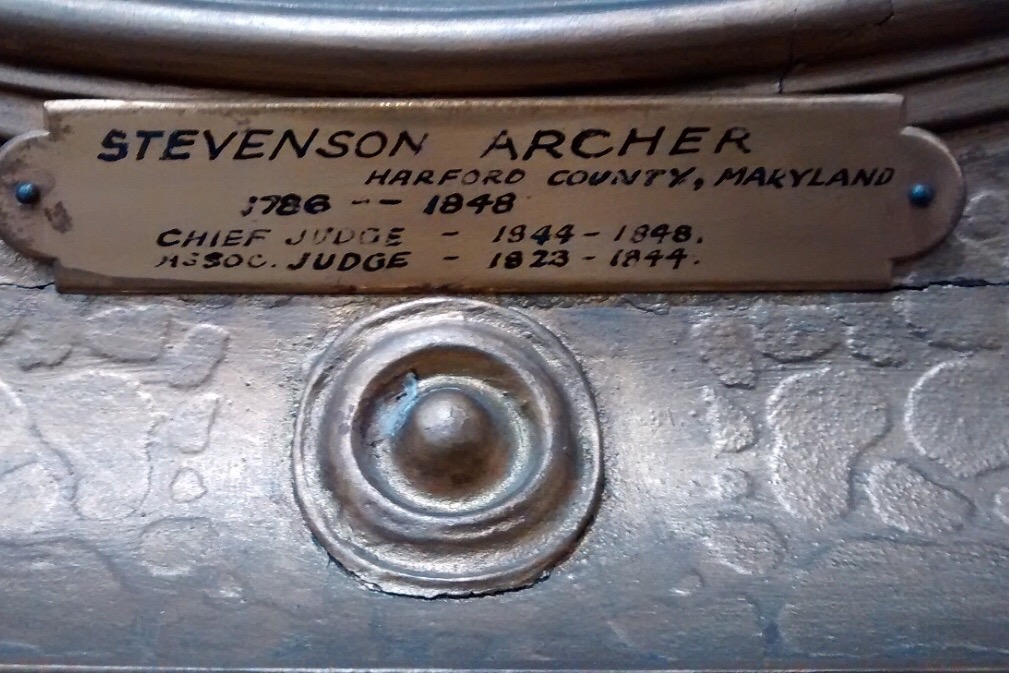 STEVENSON ARCHER
HARFORD COUNTY, MARYLAND
1786 -- 1848
CHIEF JUDGE - 1844 - 1848.
ASSOC. JUDGE - 1823 - 1844.